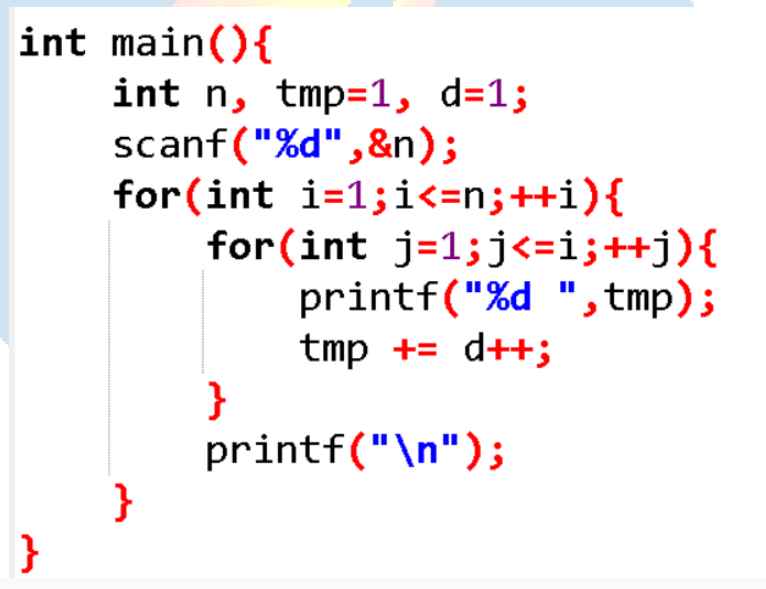 int main(){
    int n, tmp=1, d=1;
    scanf("%d",&n);
    for(int i=1;i<=n;++i){
        for(int j=1;j<=i;++j){
            printf("%d ",tmp);
            tmp += d++;
        }
        printf("\n");
    }
}